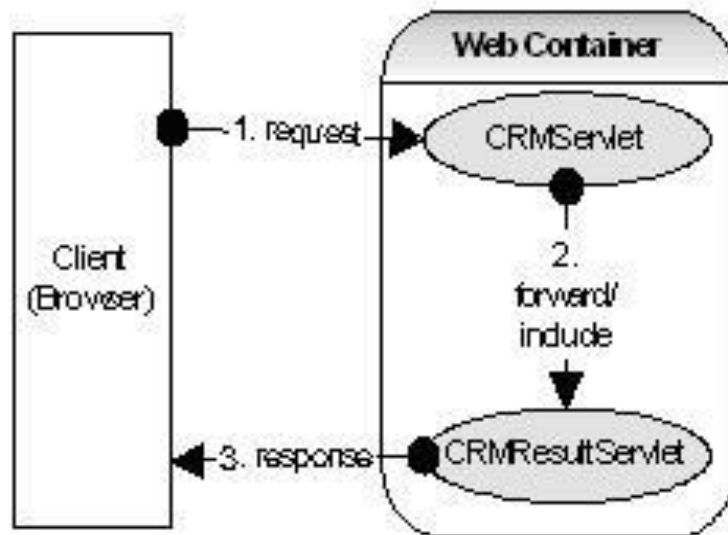 Web Container
1. request
CRMServlet
Client
(Browser)
2.
forward/
include
3. response
CRMResultServlet